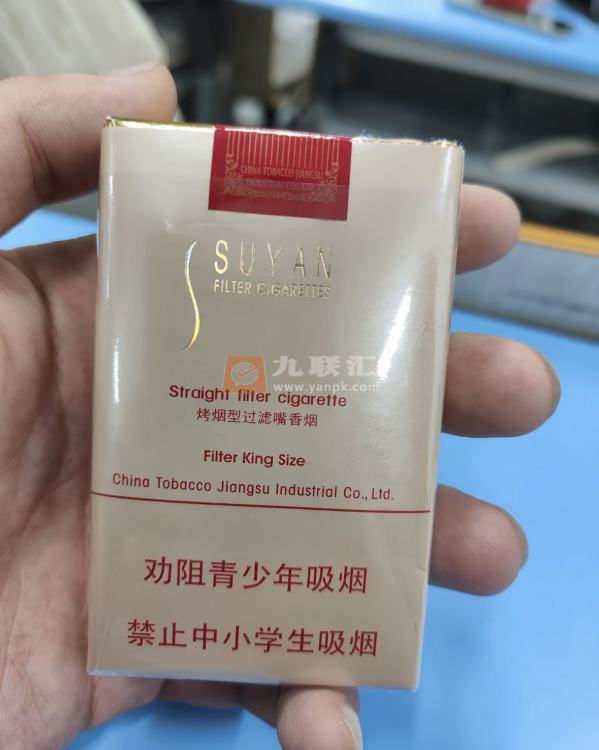 CHINA TOBACCO JIANGSU
INDUSTRIAL CO., LTD.
SUYAN
FILTER CIGARETTES
九联汇
www.yanpk.com
Straight filter cigarette
烤烟型过滤嘴香烟
Filter King Size
China Tobacco Jiangsu Industrial Co., Ltd.
劝阻青少年吸烟
禁止中小学生吸烟